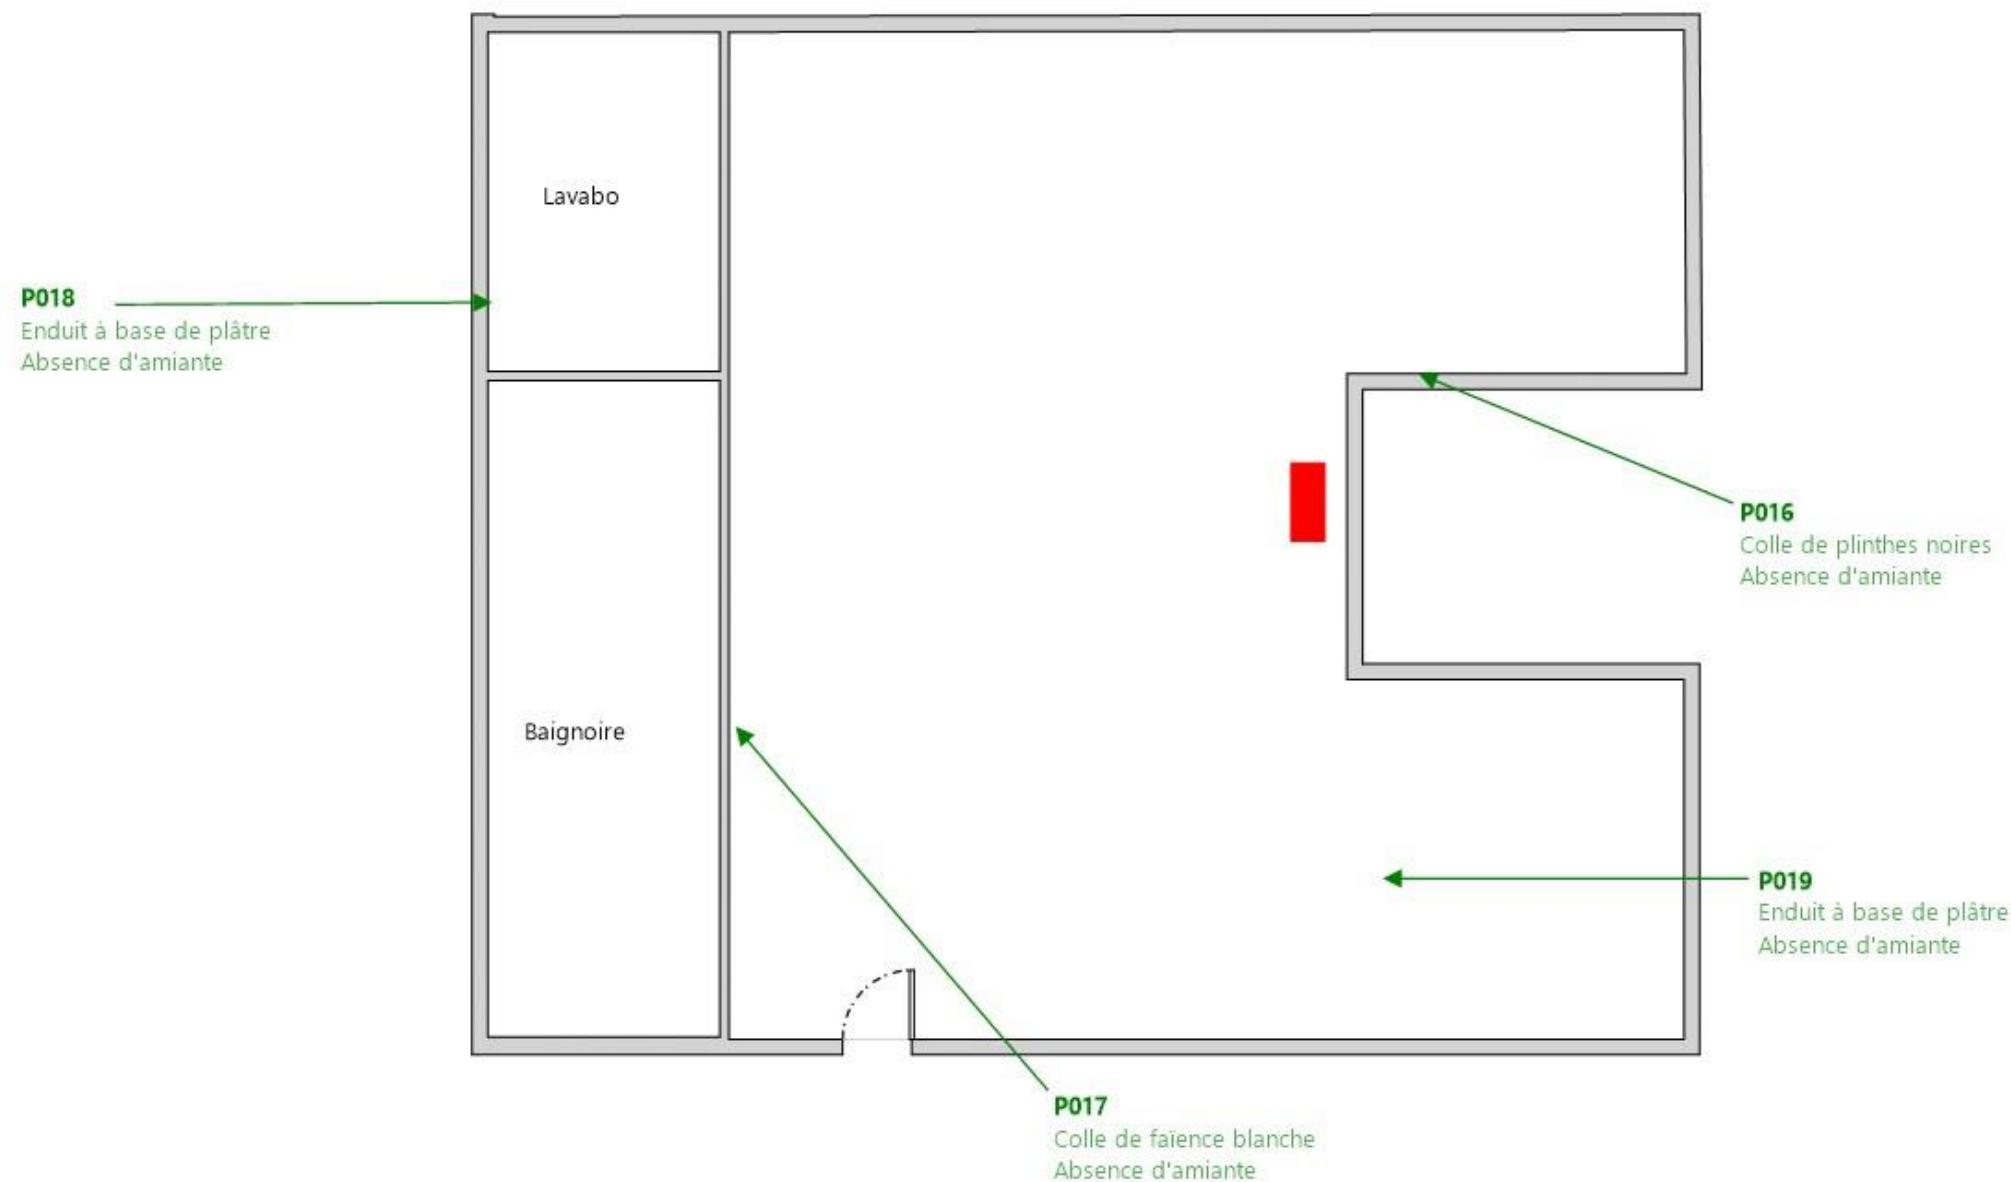 Lavabo
P018
Enduit à base de plâtre
Absence d'amiante
P016
Colle de plinthes noires
Absence d'amiante
Baignoire
P019
Enduit à base de plâtre
Absence d'amiante
P017
Colle de faïence blanche
Absence d'amiante